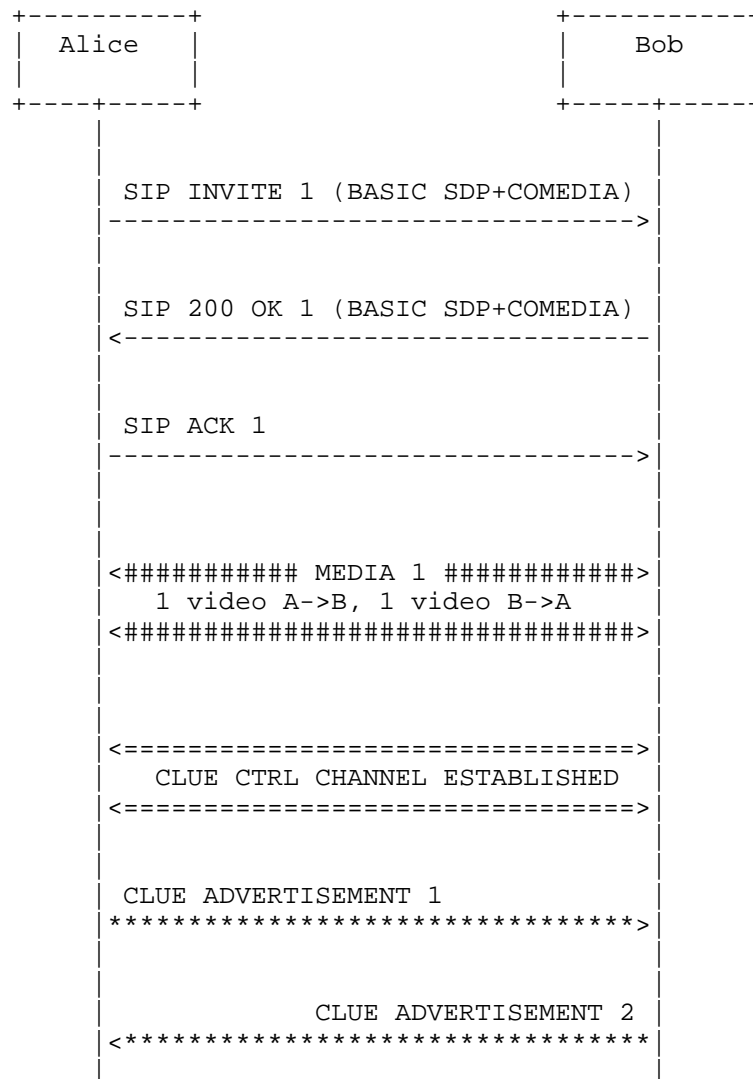 Alice Bob
SIP INVITE 1 (BASIC SDP+COMEDIA)
SIP 200 OK 1 (BASIC SDP+COMEDIA)
SIP ACK 1
MEDIA 1
1 video A->B, 1 video B->A
CLUE CTRL CHANNEL ESTABLISHED
CLUE ADVERTISEMENT 1
CLUE ADVERTISEMENT 2